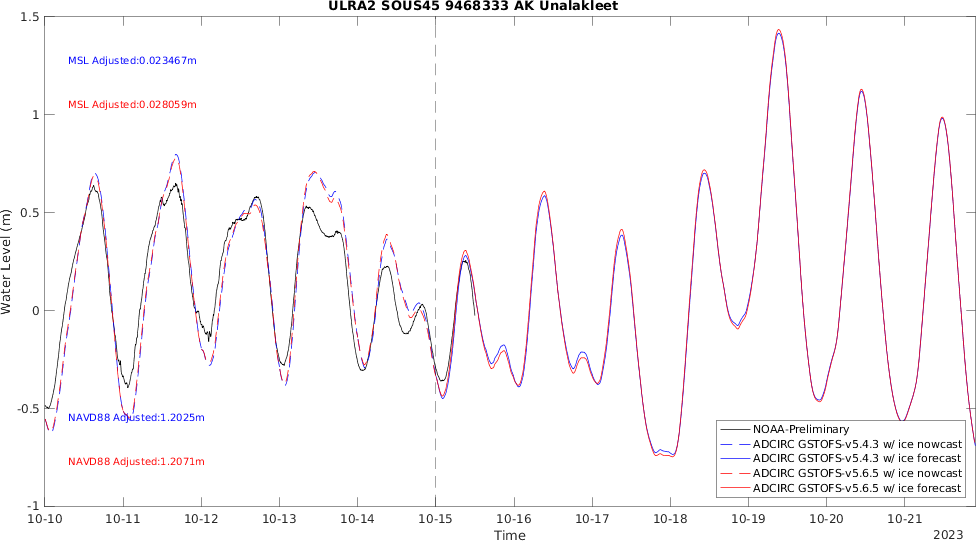 ULRA2 SOUS45 9468333 AK Unalakleet
1.5
MSL Adjusted:0.023467m
MSL Adjusted:0.028059m
1
0.5
Water Level (m)
0
-0.5
NAVD88 Adjusted:1.2025m
NAVD88 Adjusted:1.2071m
NOAA-Preliminary
ADCIRC GSTOFS-v5.4.3 w/ ice nowcast
ADCIRC GSTOFS-v5.4.3 w/ ice forecast
ADCIRC GSTOFS-v5.6.5 w/ ice nowcast
ADCIRC GSTOFS-v5.6.5 w/ ice forecast
-1
10-10 10-11 10-12 10-13 10-14 10-15 10-16 10-17 10-18 10-19 10-20 10-21
Time
2023